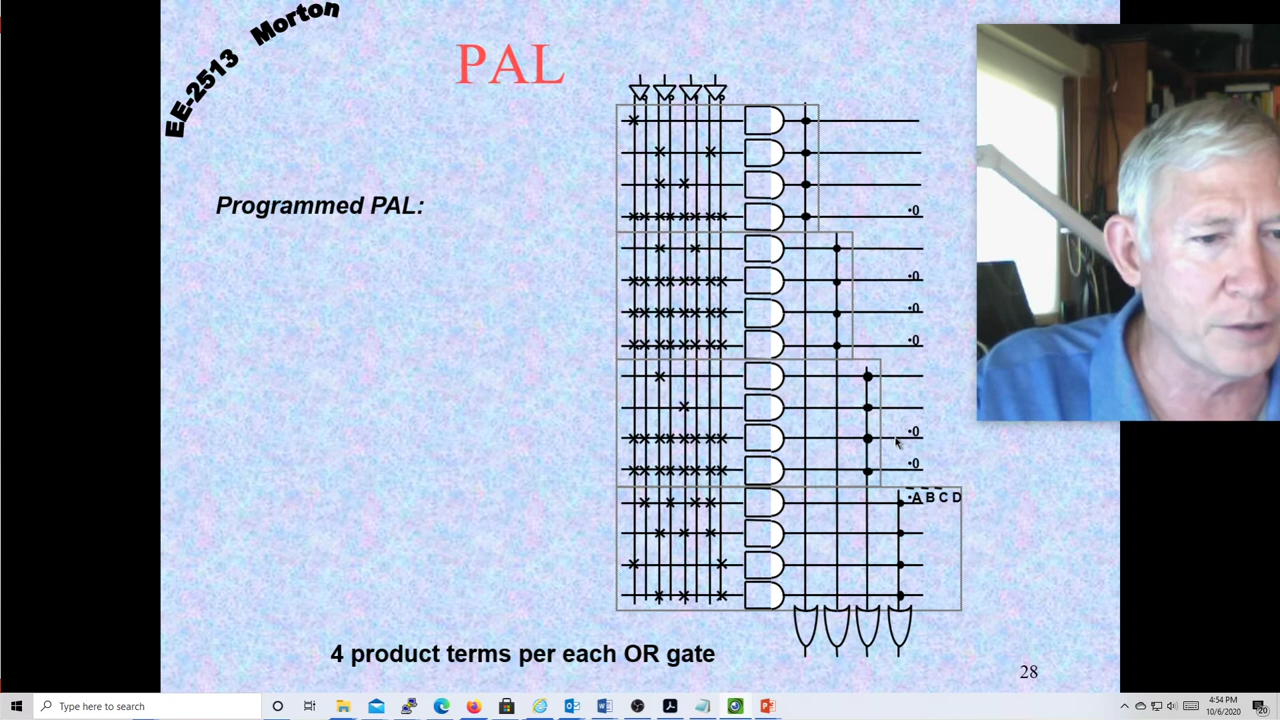 EE-2513 Morton
PAL
Programmed PAL:
•0
•0
•0
•0
•0
•0
•A B C D
4 product terms per each OR gate
28
Type here to search
4:54 PM
10/6/2020
20